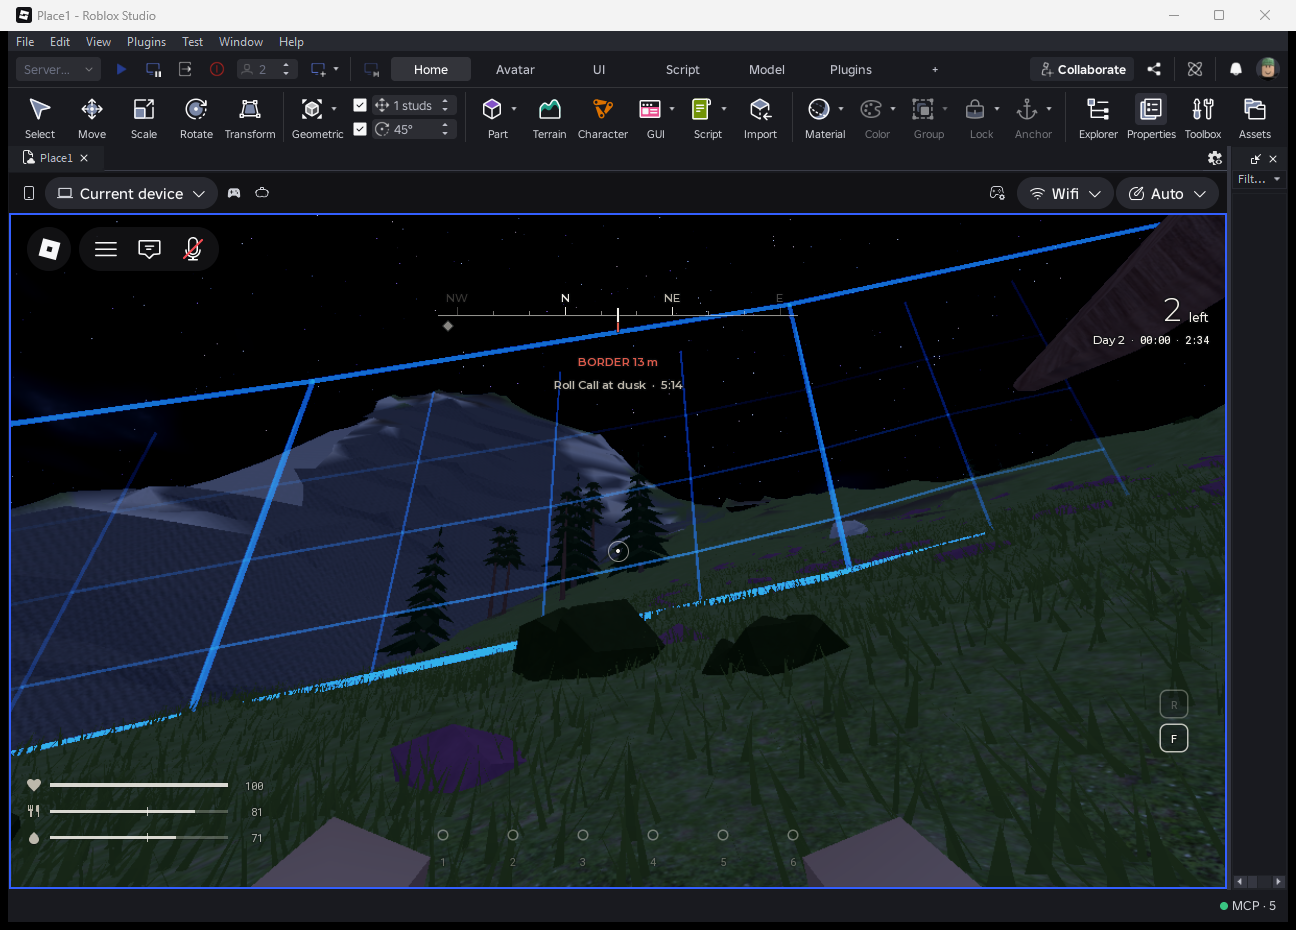 Place1 - Roblox Studio
File Edit View Plugins Test Window Help
Server... 2 Home Avatar UI Script Model Plugins + Collaborate
1 studs
45°
Select Move Scale Rotate Transform Geometric Part Terrain Character GUI Script Import Material Color Group Lock Anchor Explorer Properties Toolbox Assets
Place1
Filt...
Current device Wifi Auto
NW N NE E
2 left
Day 2 · 00:00 · 2:34
BORDER 13 m
Roll Call at dusk · 5:14
R
F
100
81
71
1 2 3 4 5 6
MCP · 5